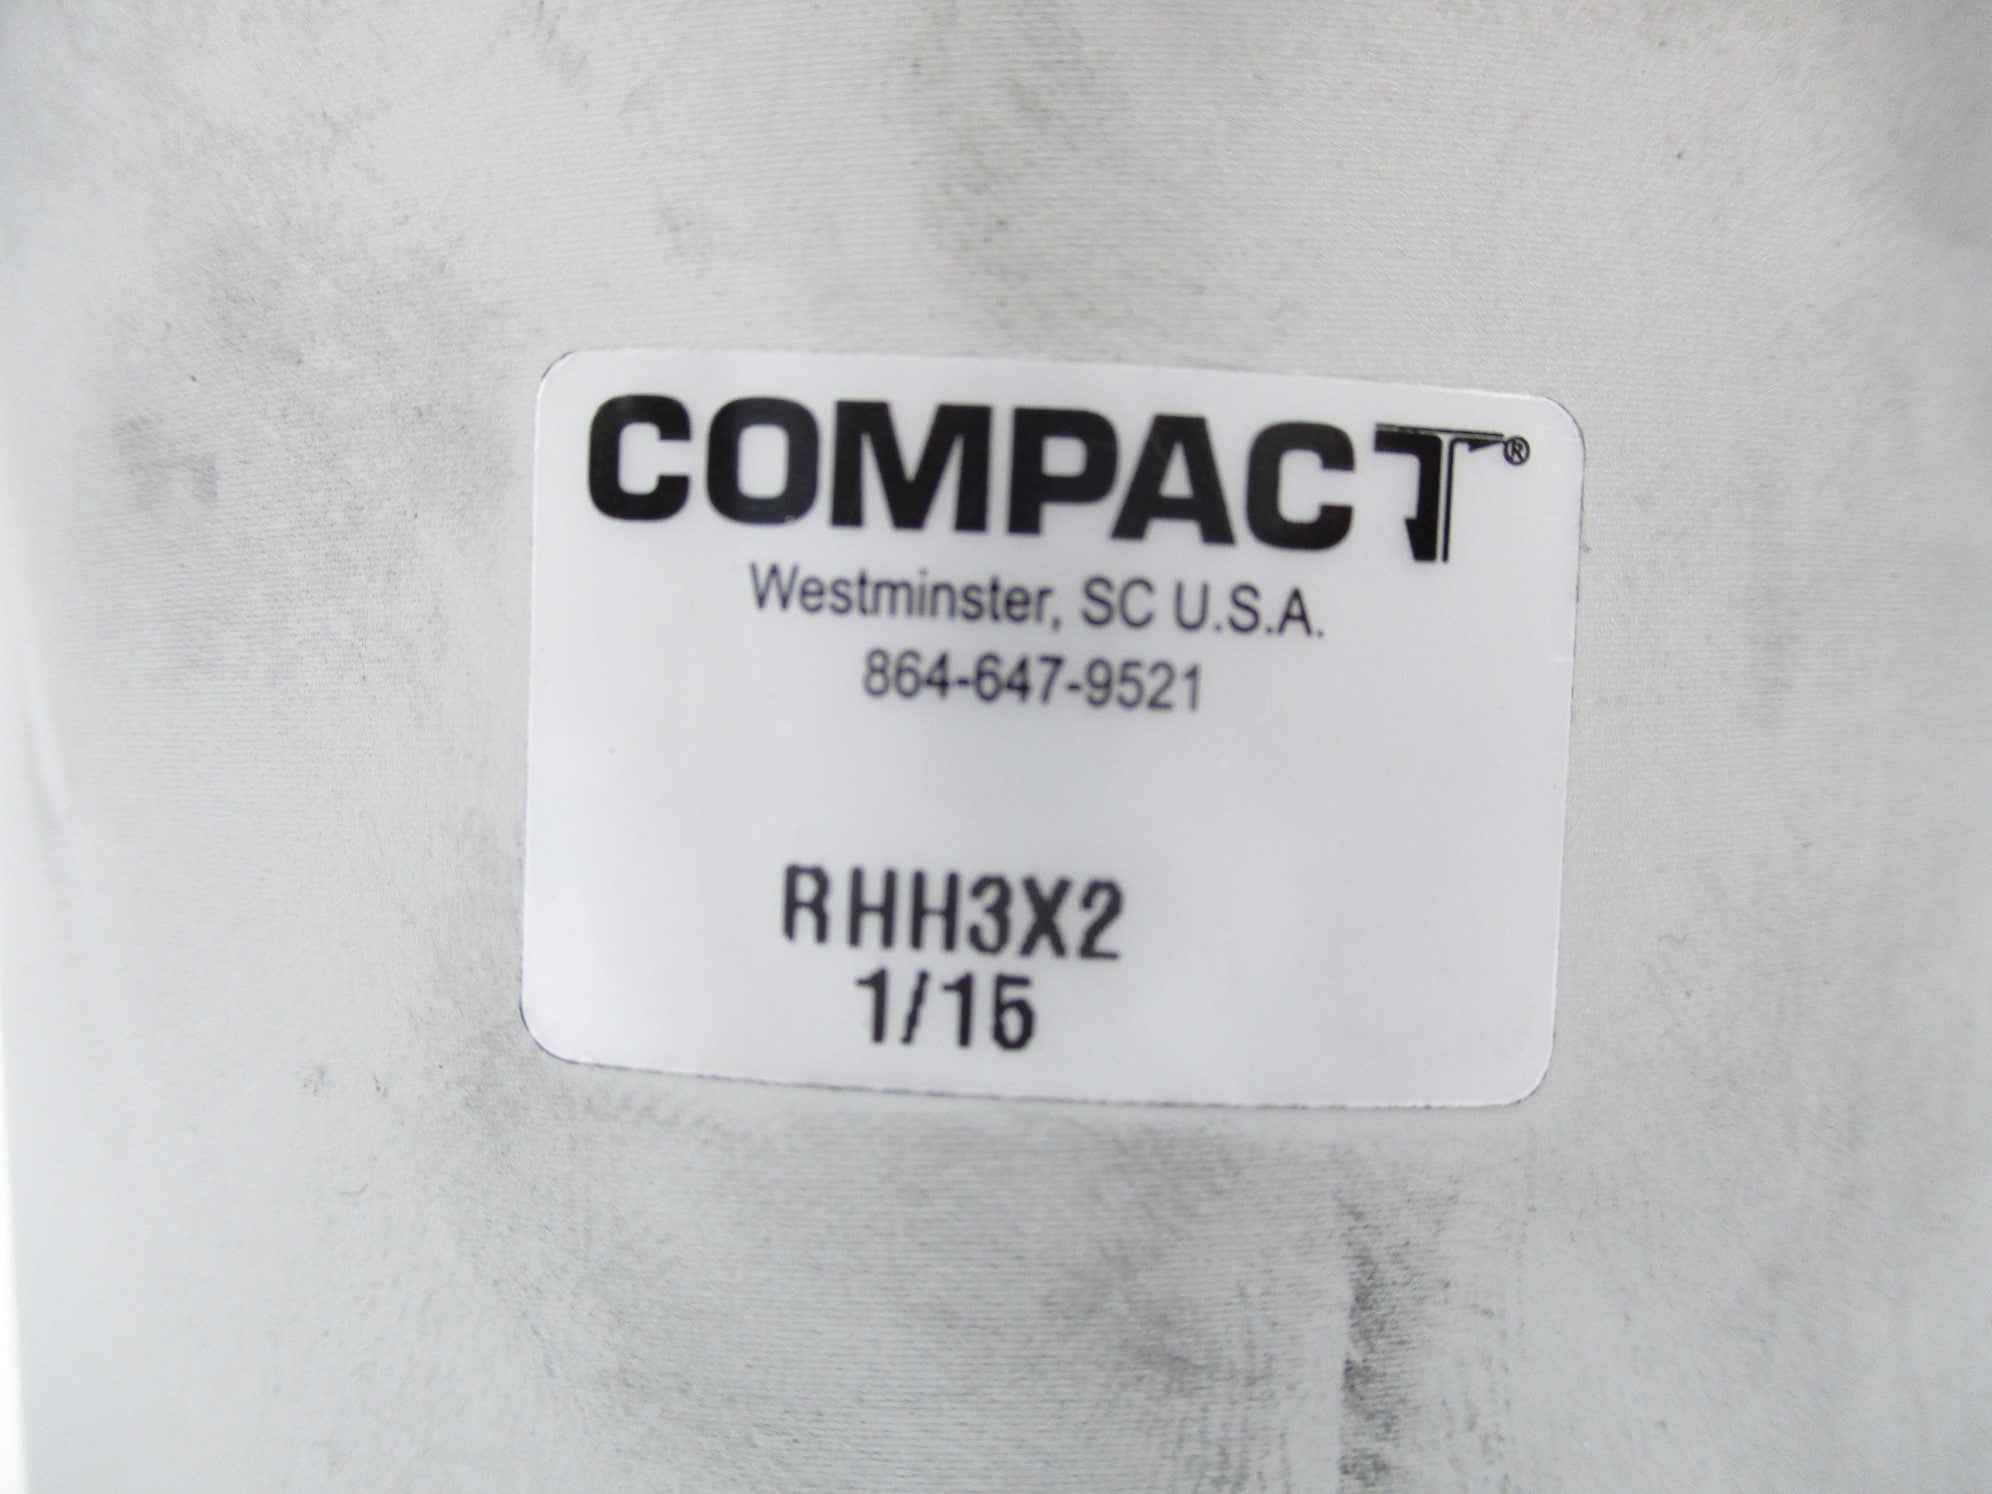 COMPACT®
Westminster, SC U.S.A.
864-647-9521
RHH3X2
1/15